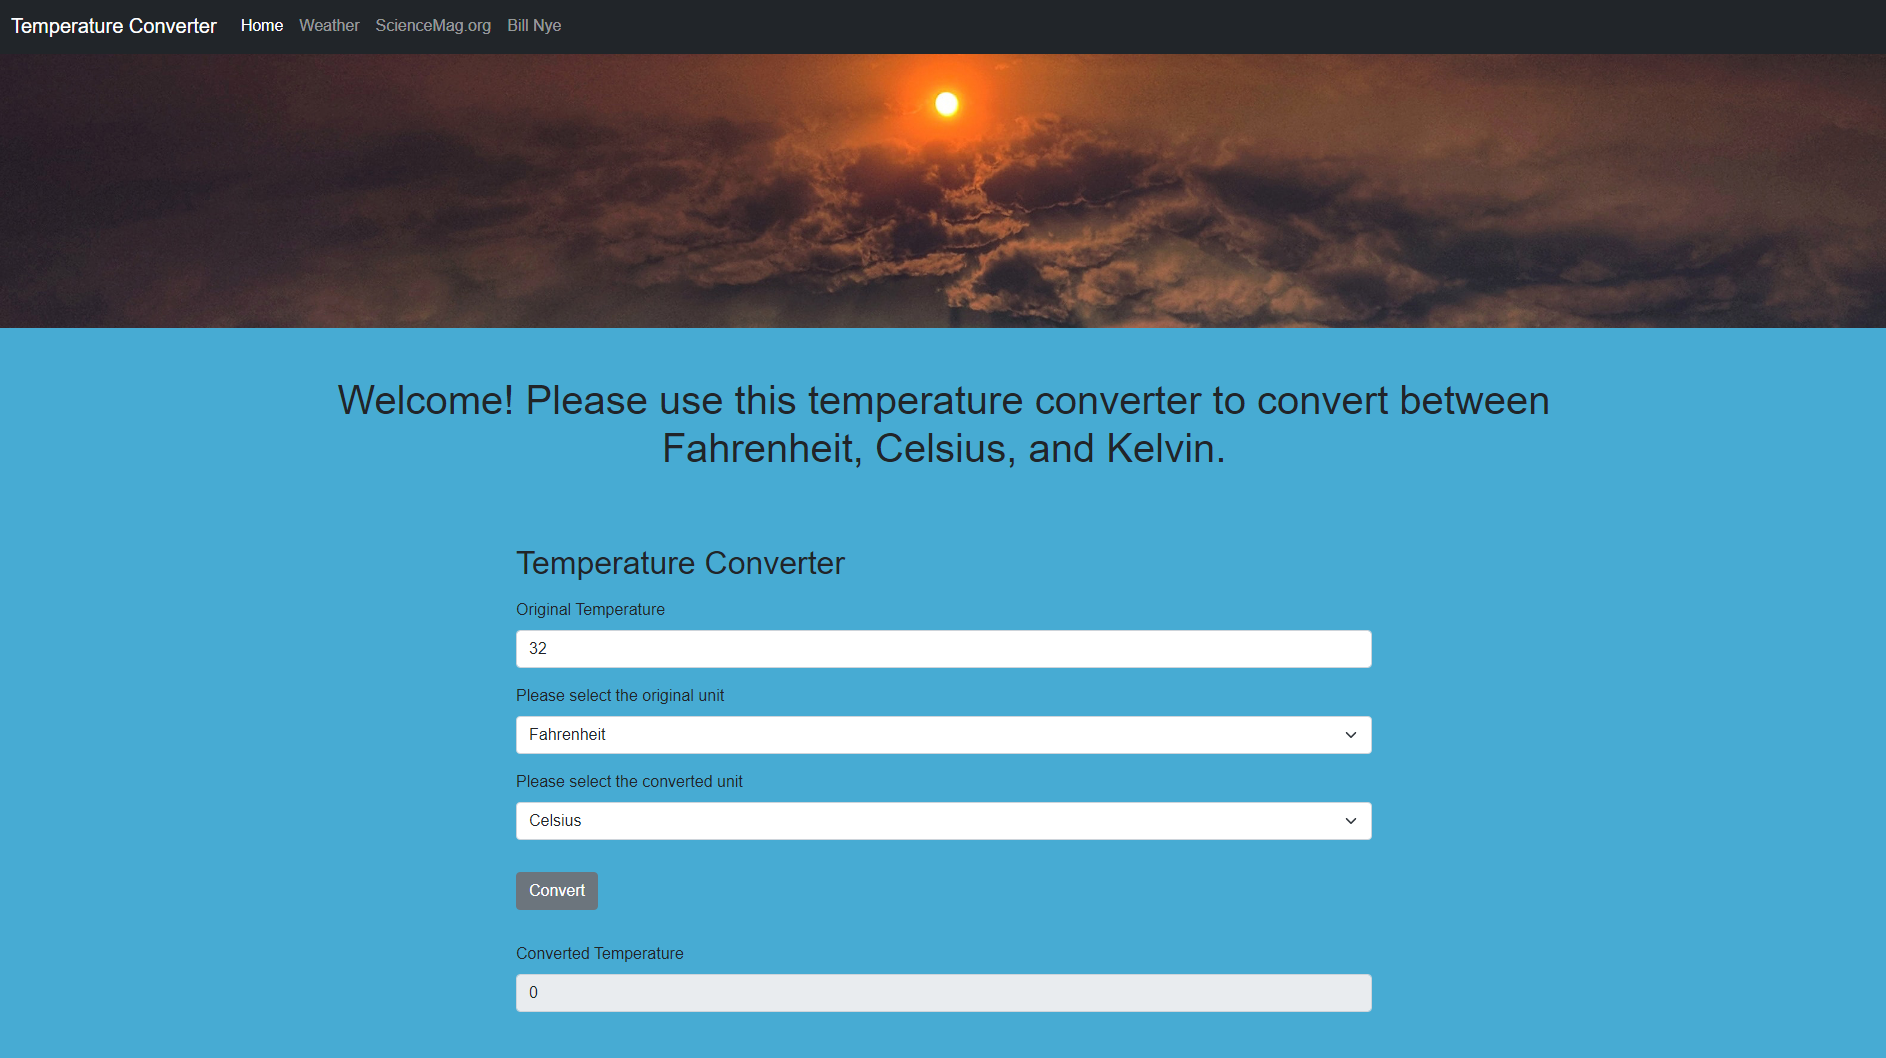 Temperature Converter Home Weather ScienceMag.org Bill Nye
Welcome! Please use this temperature converter to convert between
Fahrenheit, Celsius, and Kelvin.
Temperature Converter
Original Temperature
32
Please select the original unit
Fahrenheit
Please select the converted unit
Celsius
Convert
Converted Temperature
0